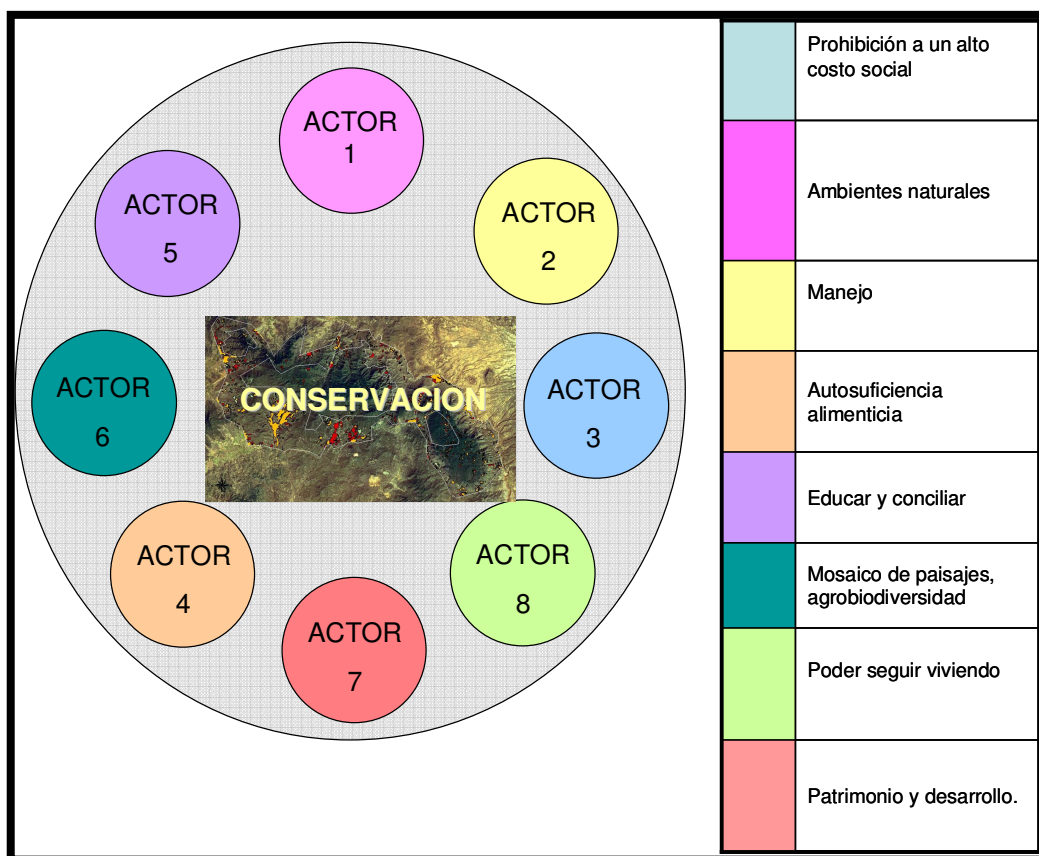 ACTOR
1
ACTOR
5
ACTOR
2
ACTOR
6
CONSERVACION
ACTOR
3
ACTOR
4
ACTOR
8
ACTOR
7
Prohibición a un alto
costo social
Ambientes naturales
Manejo
Autosuficiencia
alimenticia
Educar y conciliar
Mosaico de paisajes,
agrobiodiversidad
Poder seguir viviendo
Patrimonio y desarrollo.